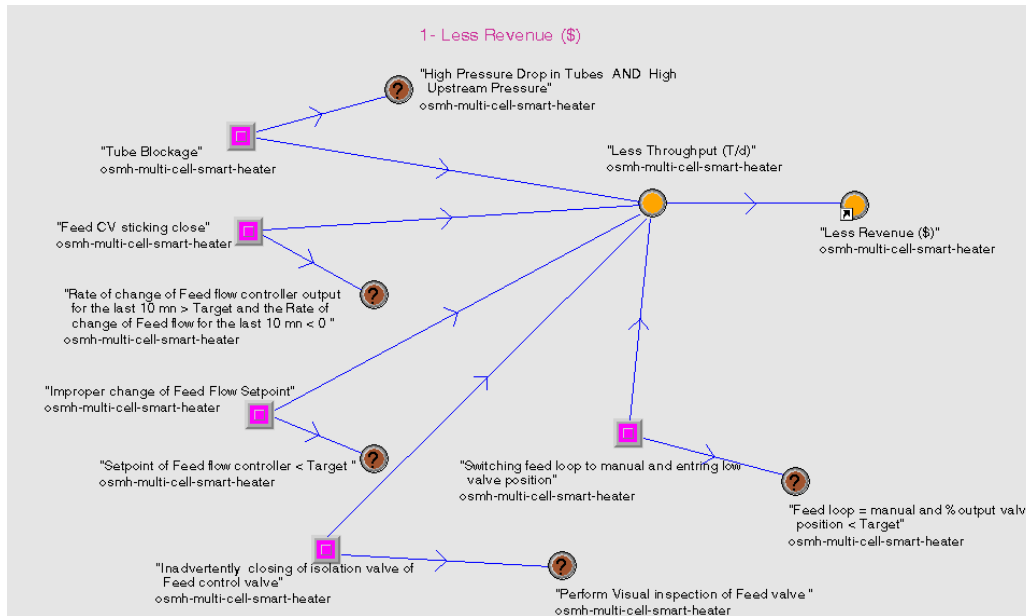 1- Less Revenue ($)
"High Pressure Drop in Tubes AND High
Upstream Pressure"
osmh-multi-cell-smart-heater
"Tube Blockage"
osmh-multi-cell-smart-heater
"Less Throughput (T/d)"
osmh-multi-cell-smart-heater
"Feed CV sticking close"
osmh-multi-cell-smart-heater
"Less Revenue ($)"
osmh-multi-cell-smart-heater
"Rate of change of Feed flow controller output
for the last 10 mn > Target and the Rate of
change of Feed flow for the last 10 mn < 0 "
osmh-multi-cell-smart-heater
"Improper change of Feed Flow Setpoint"
osmh-multi-cell-smart-heater
"Setpoint of Feed flow controller < Target "
osmh-multi-cell-smart-heater
"Switching feed loop to manual and entring low
valve position"
osmh-multi-cell-smart-heater
"Feed loop = manual and % output valv
position < Target"
osmh-multi-cell-smart-heater
"Inadvertently closing of isolation valve of
Feed control valve"
osmh-multi-cell-smart-heater
"Perform Visual inspection of Feed valve "
osmh-multi-cell-smart-heater